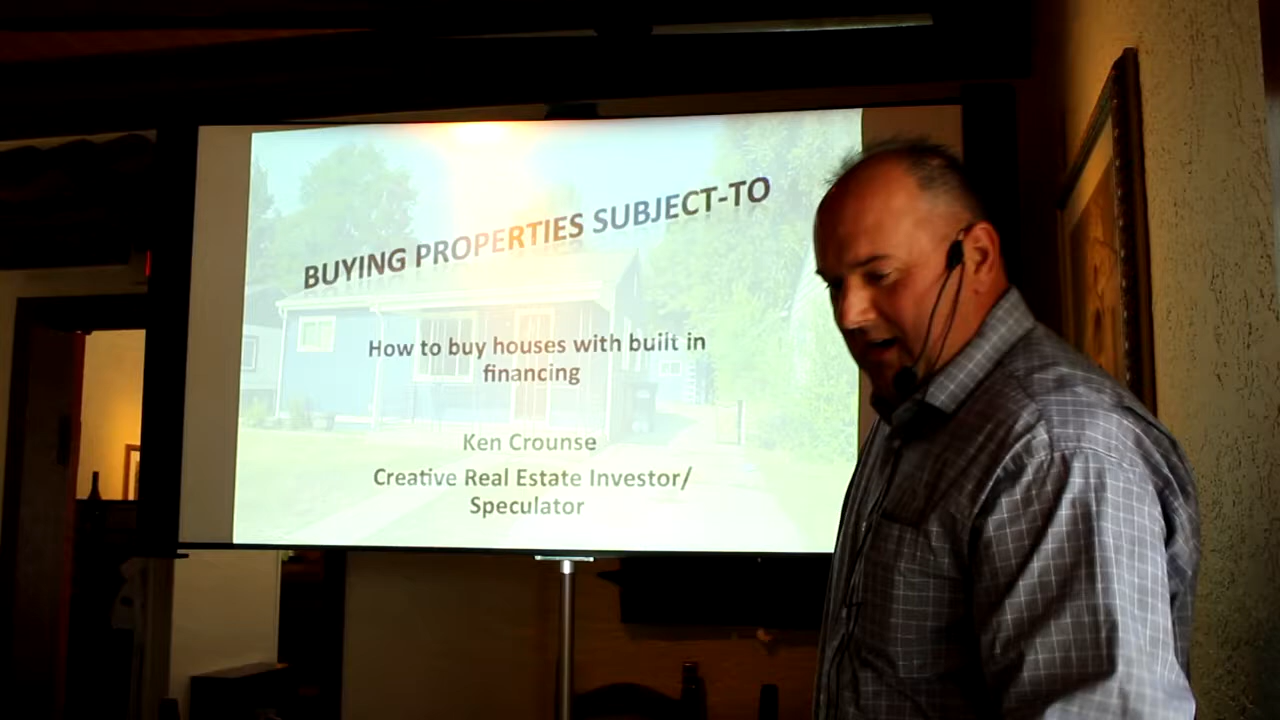 BUYING PROPERTIES SUBJECT-TO
How to buy houses with built in
financing
Ken Crounse
Creative Real Estate Investor/
Speculator